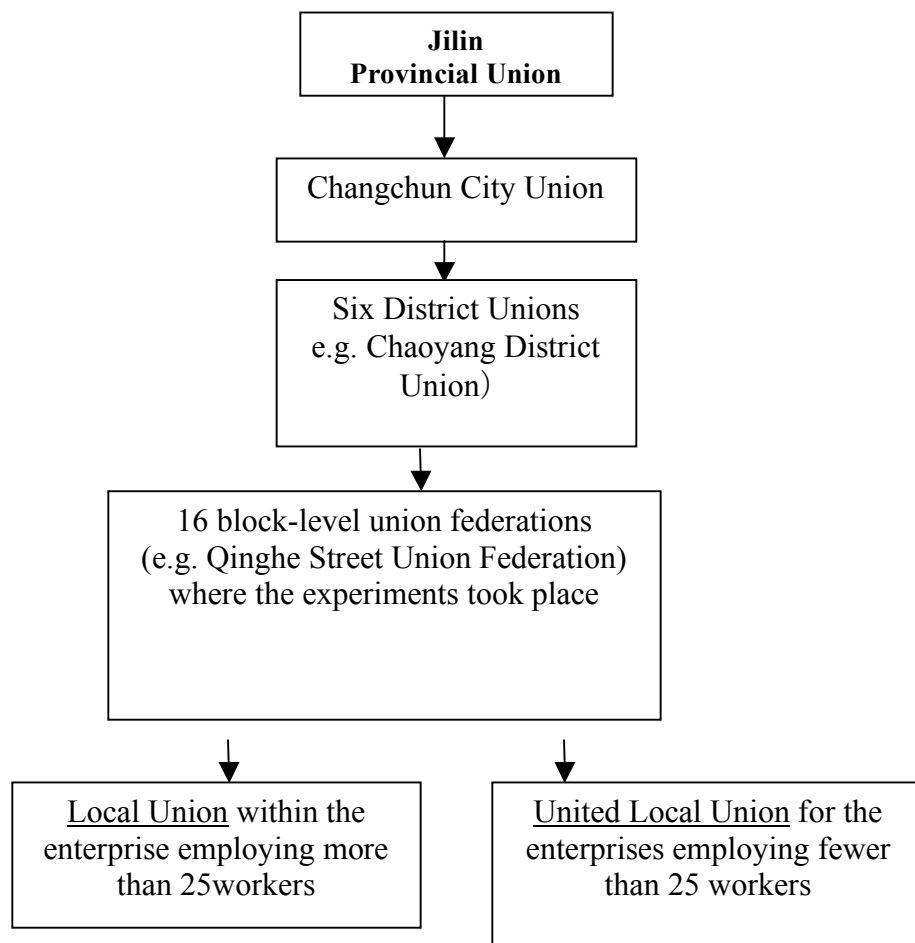 Jilin
Provincial Union
Changchun City Union
Six District Unions
e.g. Chaoyang District
Union）
16 block-level union federations
(e.g. Qinghe Street Union Federation)
where the experiments took place
Local Union within the
enterprise employing more
than 25workers
United Local Union for the
enterprises employing fewer
than 25 workers